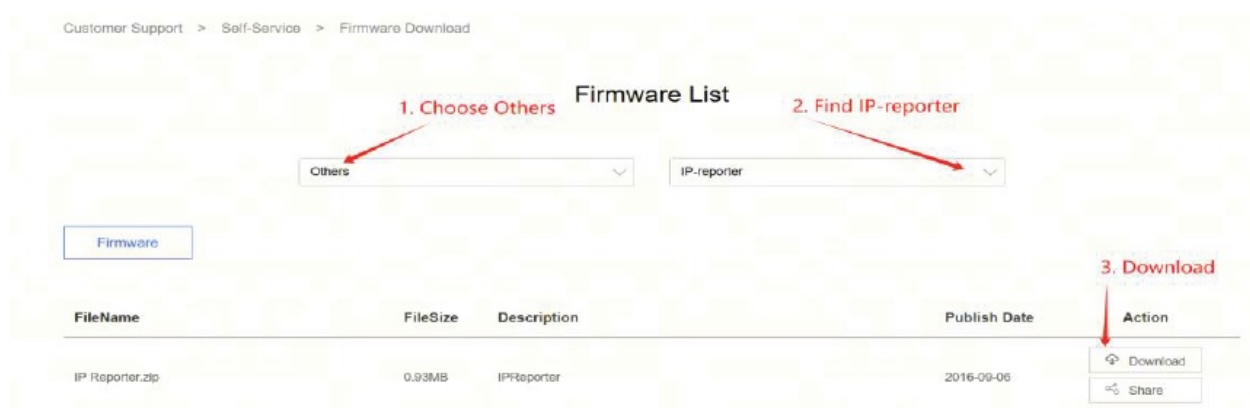 Customer Support > Self-Service > Firmware Download
Firmware List
1. Choose Others
2. Find IP-reporter
Others
IP-reporter
Firmware
3. Download
FileName FileSize Description Publish Date Action
IP Reporter.zip 0.93MB IPReporter 2016-09-06 Download
Share